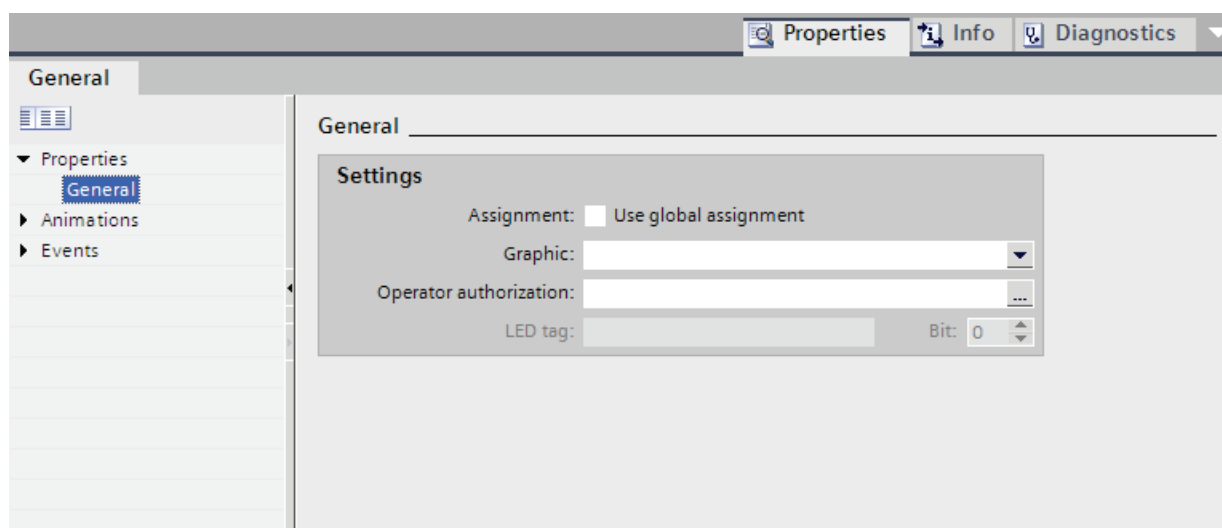 Properties Info Diagnostics
General
Properties
General
Animations
Events
General
Settings
Assignment: Use global assignment
Graphic:
Operator authorization: ...
LED tag: Bit: 0